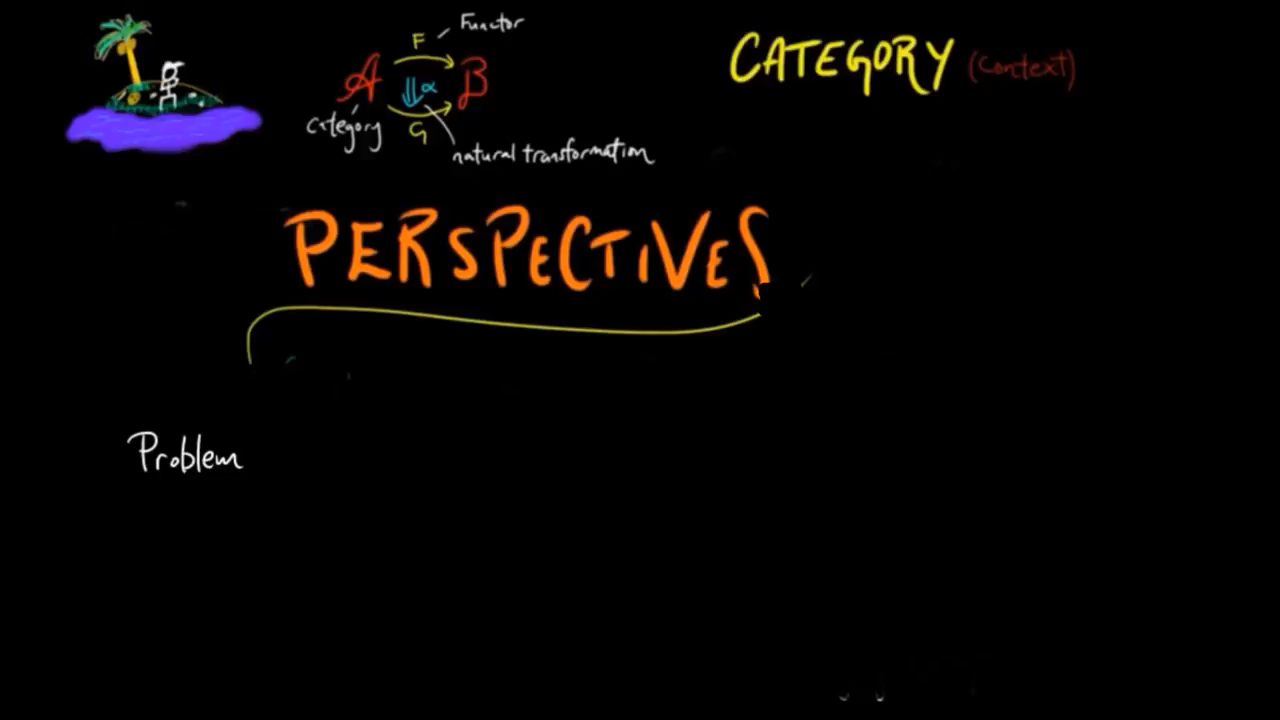 F Functor
A α B
category G
natural transformation
CATEGORY (context)
PERSPECTIVES
Problem